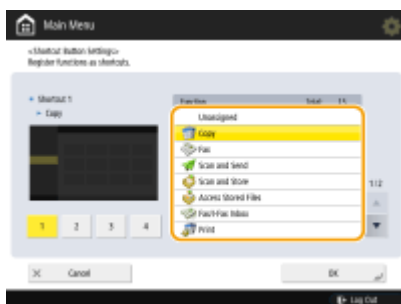 Main Menu
<Shortcut Button Settings>
Register functions as shortcuts.
Shortcut 1
Copy
Function Total: 15
Unassigned
Copy
Fax
Scan and Send
Scan and Store
Access Stored Files
Fax/I-Fax Inbox
Print
1/2
1 2 3 4
Cancel OK
Log Out